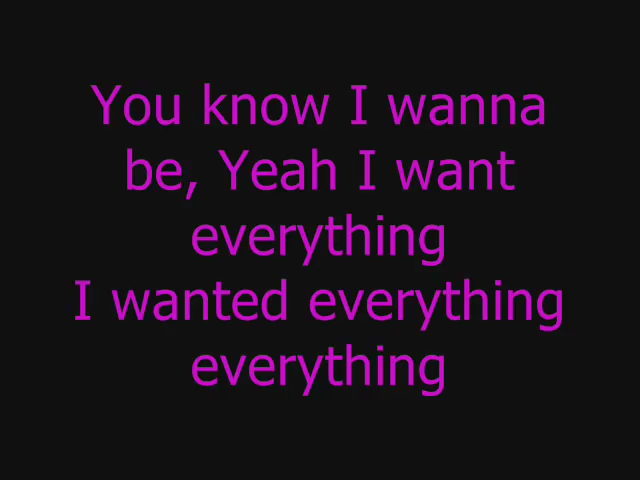 You know I wanna
be, Yeah I want
everything
I wanted everything
everything